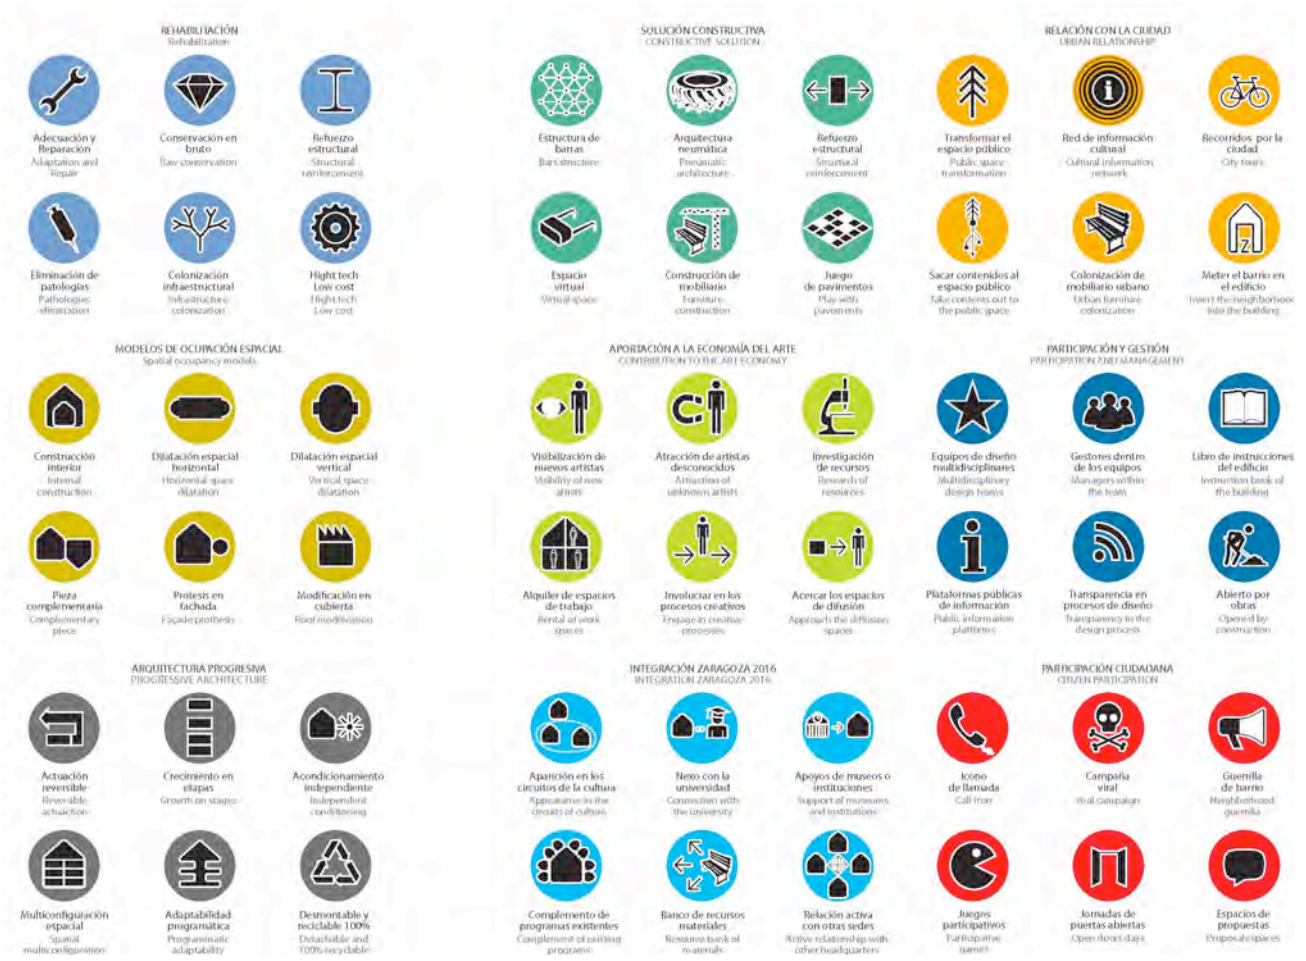 REHABILITACIÓN
Rehabilitation
Adecuación y
Reparación
Adaptation and
Repair
Conservación en
bruto
Raw conservation
Refuerzo
estructural
Structural
reinforcement
Eliminación de
patologías
Pathologies
elimination
Colonización
infraestructural
Infrastructure
colonization
Hight tech
Low cost
Hight tech
Low cost
SOLUCIÓN CONSTRUCTIVA
CONSTRUCTIVE SOLUTION
Estructura de
barras
Bars structure
Arquitectura
neumática
Pneumatic
architecture
Refuerzo
estructural
Structural
reinforcement
Espacio
virtual
Virtual space
Construcción de
mobiliario
Furniture
construction
Juego
de pavimentos
Play with
pavements
RELACIÓN CON LA CIUDAD
URBAN RELATIONSHIP
Transformar el
espacio público
Public space
transformation
Red de información
cultural
Cultural information
network
Recorridos por la
ciudad
City tours
Sacar contenidos al
espacio público
Take contents out to
the public space
Colonización de
mobiliario urbano
Urban furniture
colonization
Z
Meter el barrio en
el edificio
Insert the neighborhood
into the building
MODELOS DE OCUPACIÓN ESPACIAL
Spatial occupancy models
Construcción
interior
Internal
construction
Dilatación espacial
horizontal
Horizontal space
dilatation
Dilatación espacial
vertical
Vertical space
dilatation
Pieza
complementaria
Complementary
piece
Protesis en
fachada
Façade prothesis
Modificación en
cubierta
Roof modification
APORTACIÓN A LA ECONOMÍA DEL ARTE
CONTRIBUTION TO THE ART ECONOMY
Visibilización de
nuevos artistas
Visibility of new
artists
Atracción de artistas
desconocidos
Attraction of
unknown artists
Investigación
de recursos
Research of
resources
Alquiler de espacios
de trabajo
Rental of work
spaces
Involucrar en los
procesos creativos
Engage in creative
processes
Acercar los espacios
de difusión
Approach the diffusion
spaces
PARTICIPACIÓN Y GESTIÓN
PARTICIPATION AND MANAGEMENT
Equipos de diseño
multidisciplinares
Multidisciplinary
design teams
Gestores dentro
de los equipos
Managers within
the team
Libro de instrucciones
del edificio
Instruction book of
the building
Plataformas públicas
de información
Public information
platforms
Transparencia en
procesos de diseño
Transparency in the
design process
Abierto por
obras
Opened by
construction
ARQUITECTURA PROGRESIVA
PROGRESSIVE ARCHITECTURE
Actuación
reversible
Reversible
actuaction
Crecimiento en
etapas
Growth on stages
Acondicionamiento
independiente
Independent
conditioning
Multiconfiguración
espacial
Spatial
multiconfiguration
Adaptabilidad
programática
Programmatic
adaptability
Desmontable y
reciclable 100%
Detachable and
100% recyclable
INTEGRACIÓN ZARAGOZA 2016
INTEGRATION ZARAGOZA 2016
Aparición en los
circuitos de la cultura
Appearance in the
circuits of culture
Nexo con la
universidad
Connection with
the university
Apoyos de museos o
instituciones
Support of museums
and institutions
Complemento de
programas existentes
Complement of existing
programs
Banco de recursos
materiales
Resource bank of
materials
Relación activa
con otras sedes
Active relationship with
other headquarters
PARTICIPACIÓN CIUDADANA
CITIZEN PARTICIPATION
Icono
de llamada
Call icon
Campaña
viral
Viral campaign
Guerrilla
de barrio
Neighborhood
guerrilla
Juegos
participativos
Participative
games
Jornadas de
puertas abiertas
Open doors days
Espacios de
propuestas
Proposals spaces